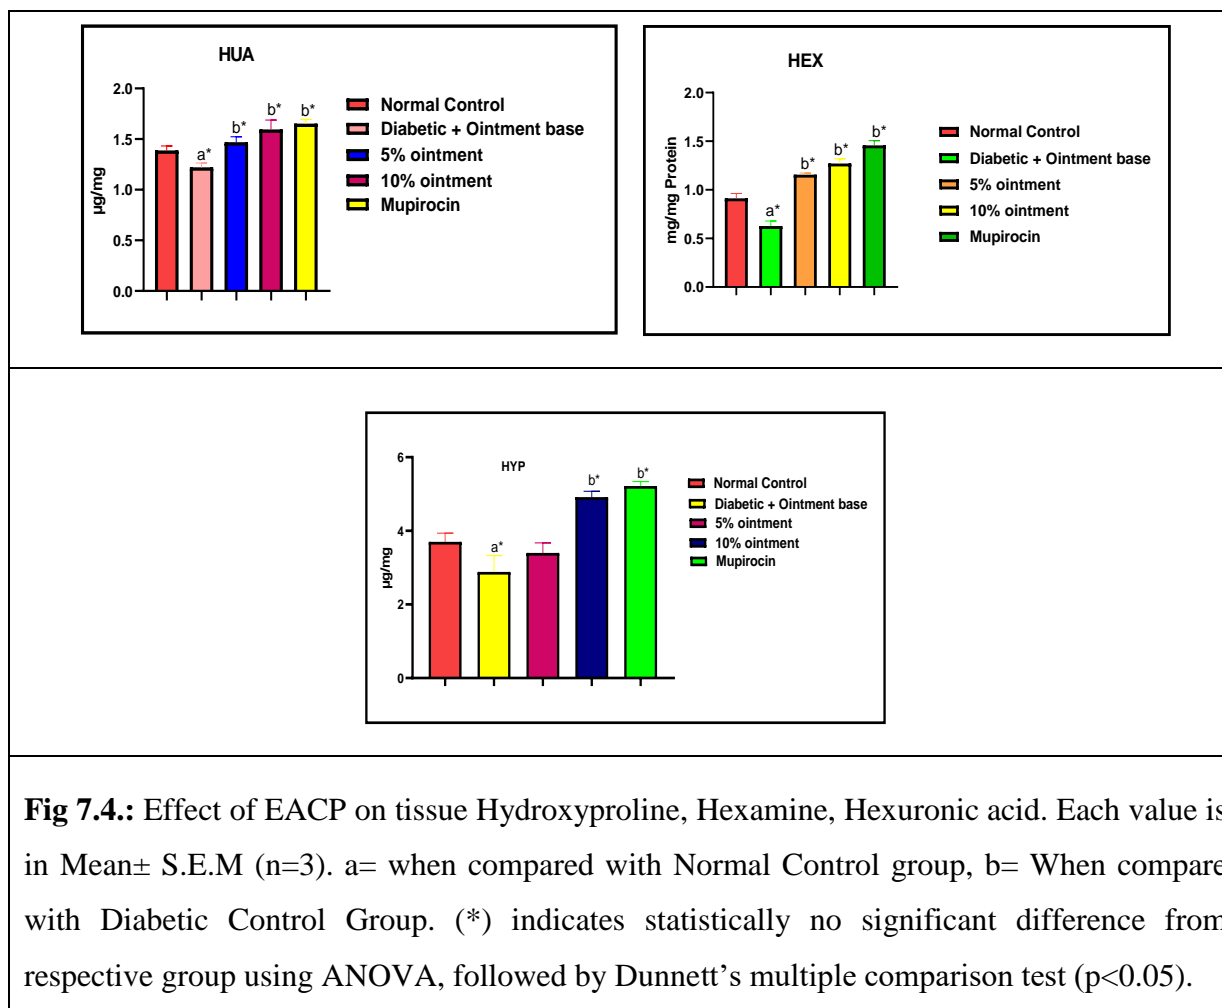 HUA
2.0
1.5
1.0
0.5
0.0
µg/mg
a*
b*
b*
b*
Normal Control
Diabetic + Ointment base
5% ointment
10% ointment
Mupirocin
HEX
2.0
1.5
1.0
0.5
0.0
mg/mg Protein
a*
b*
b*
b*
Normal Control
Diabetic + Ointment base
5% ointment
10% ointment
Mupirocin
HYP
6
4
2
0
µg/mg
a*
b*
b*
Normal Control
Diabetic + Ointment base
5% ointment
10% ointment
Mupirocin
Fig 7.4.: Effect of EACP on tissue Hydroxyproline, Hexamine, Hexuronic acid. Each value is
in Mean± S.E.M (n=3). a= when compared with Normal Control group, b= When compare
with Diabetic Control Group. (*) indicates statistically no significant difference from
respective group using ANOVA, followed by Dunnett’s multiple comparison test (p<0.05).